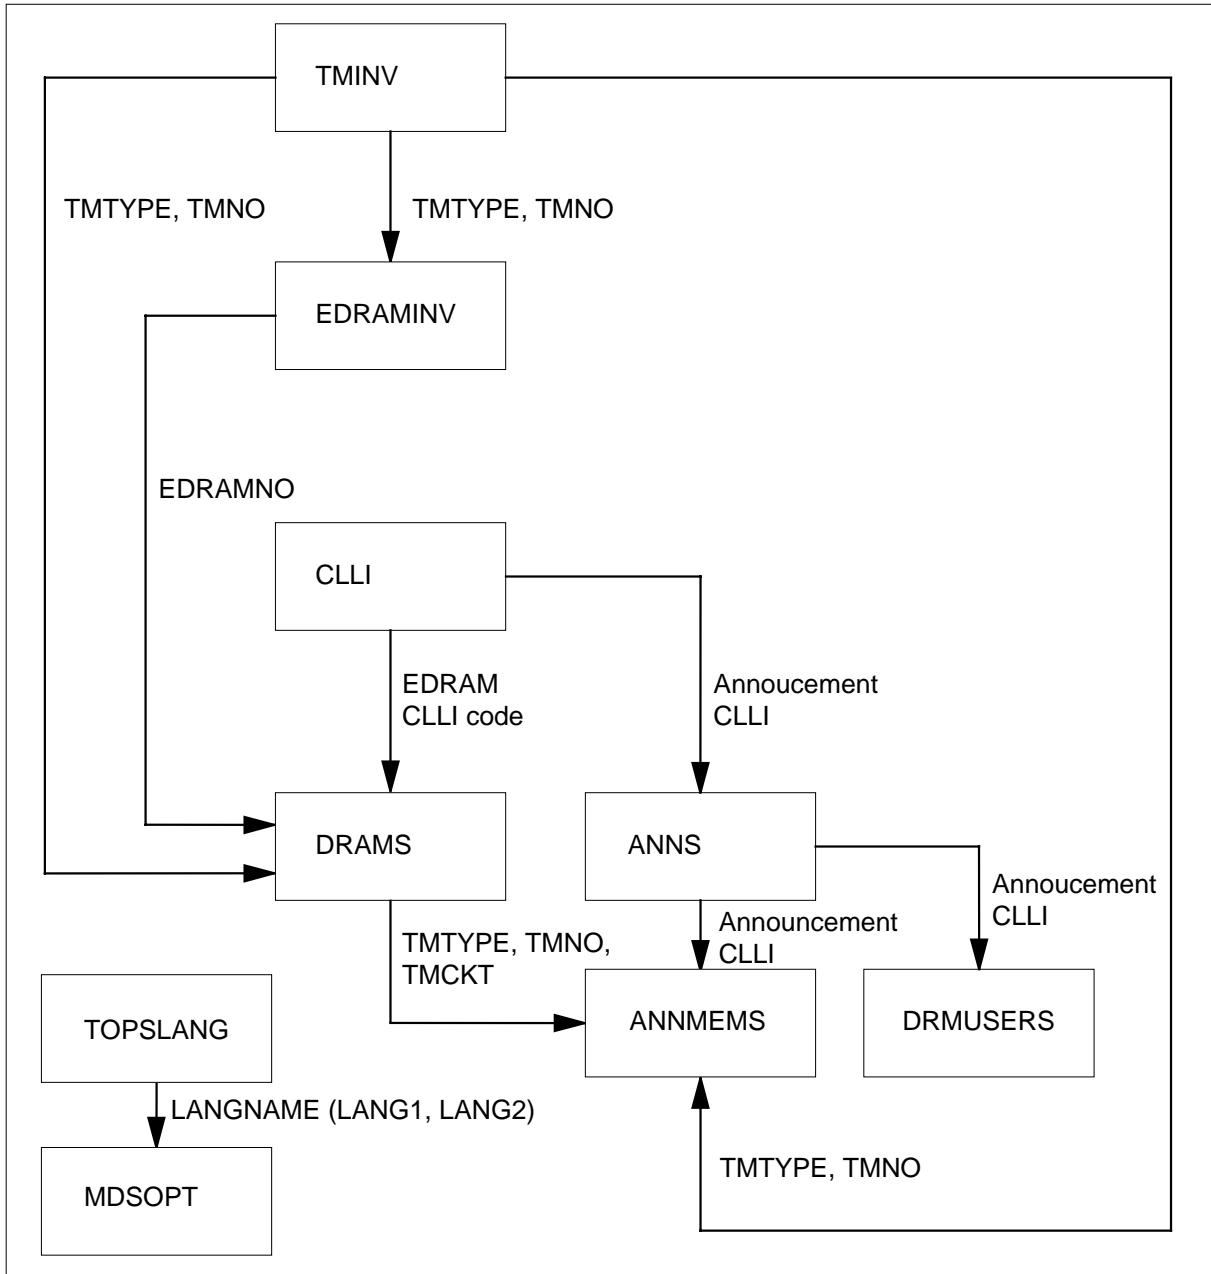 TMINV
TMTYPE, TMNO
TMTYPE, TMNO
EDRAMINV
EDRAMNO
CLLI
EDRAM
CLLI code
Annoucement
CLLI
DRAMS
ANNS
Annoucement
CLLI
Announcement
CLLI
TMTYPE, TMNO,
TMCKT
TOPSLANG
ANNMEMS
DRMUSERS
LANGNAME (LANG1, LANG2)
TMTYPE, TMNO
MDSOPT